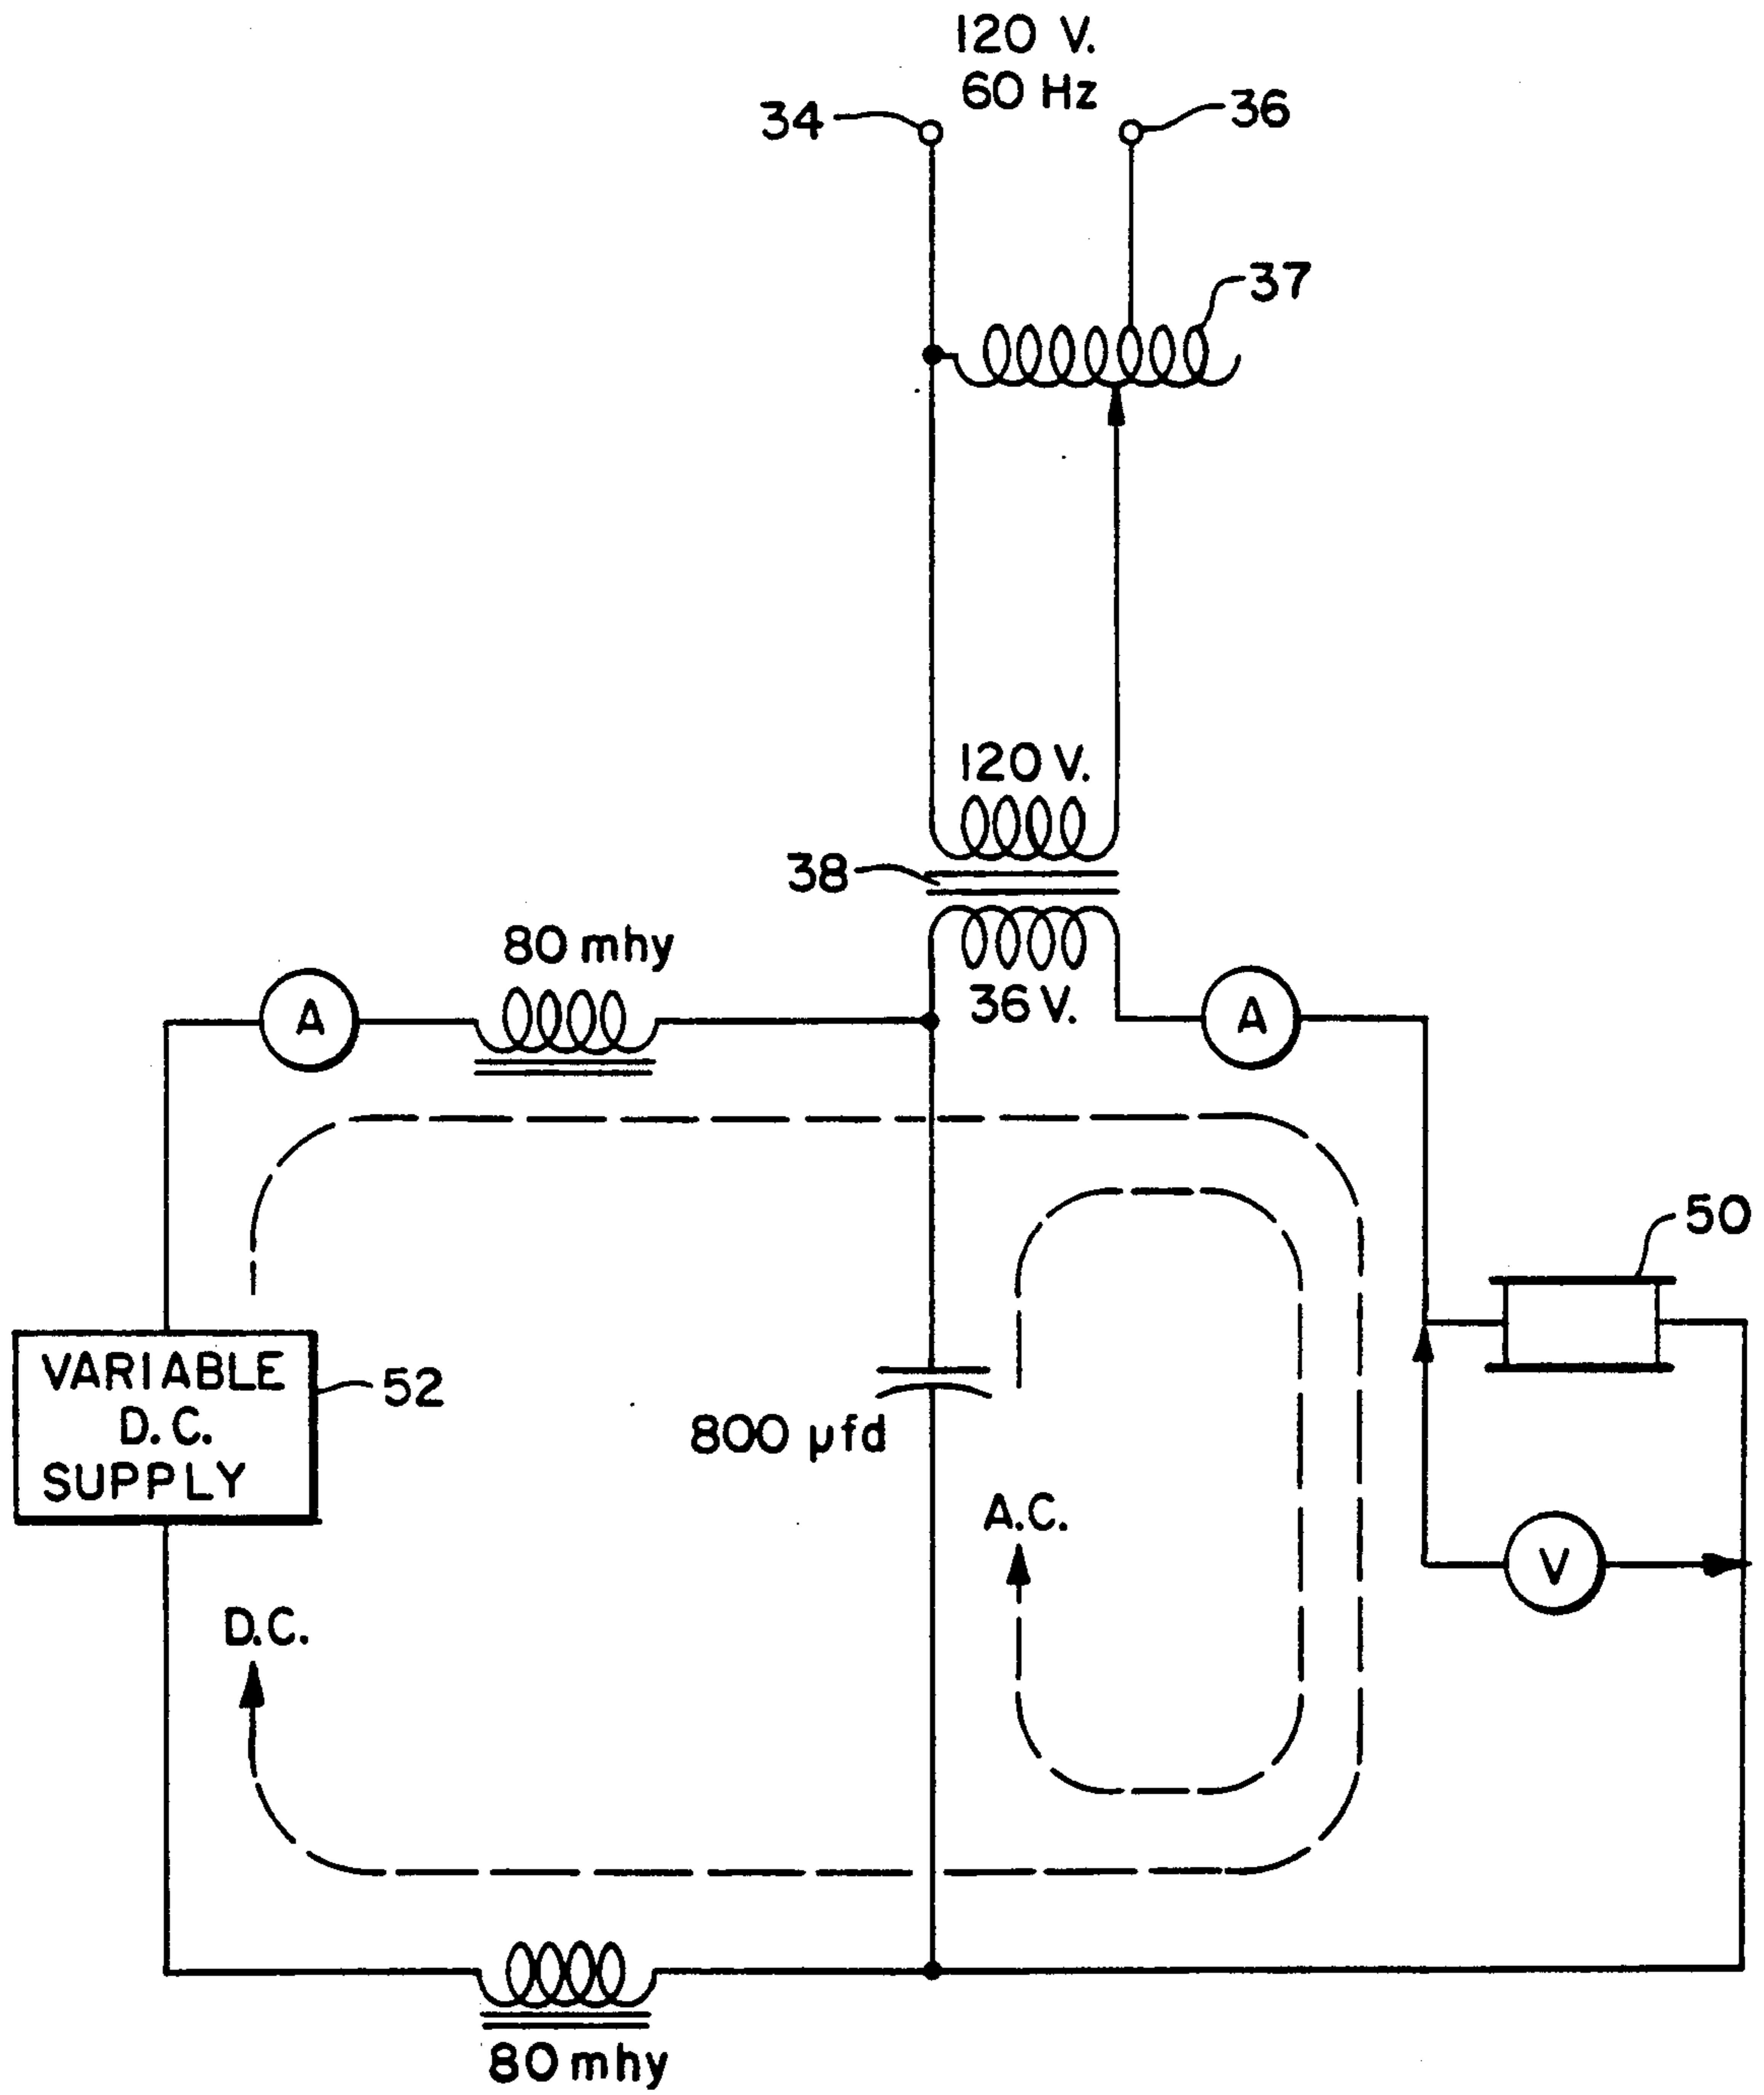 120 V.
60 Hz
34
36
37
120 V.
38
80 mhy
36 V.
A
A
50
VARIABLE
D.C.
SUPPLY
52
800 µfd
A.C.
V
D.C.
80 mhy